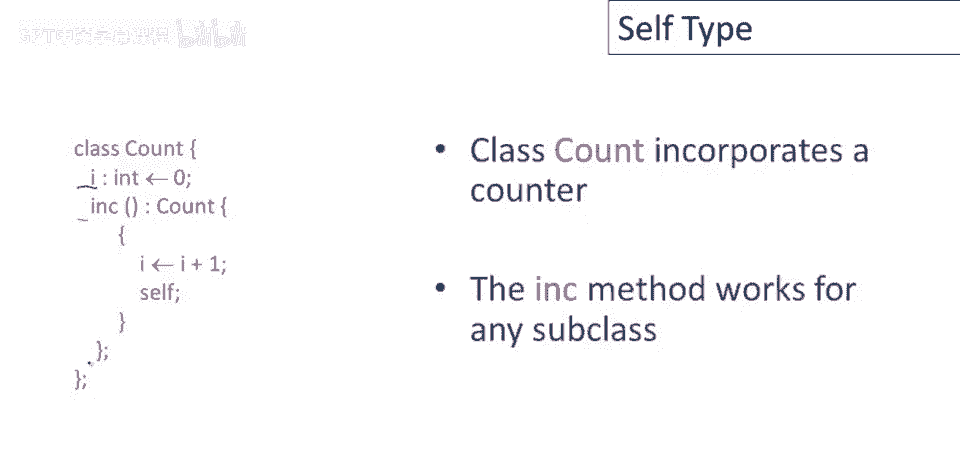 Self Type
class Count {
i : int ← 0;
inc () : Count {
{
i ← i + 1;
self;
}
};
};
• Class Count incorporates a
counter
• The inc method works for
any subclass